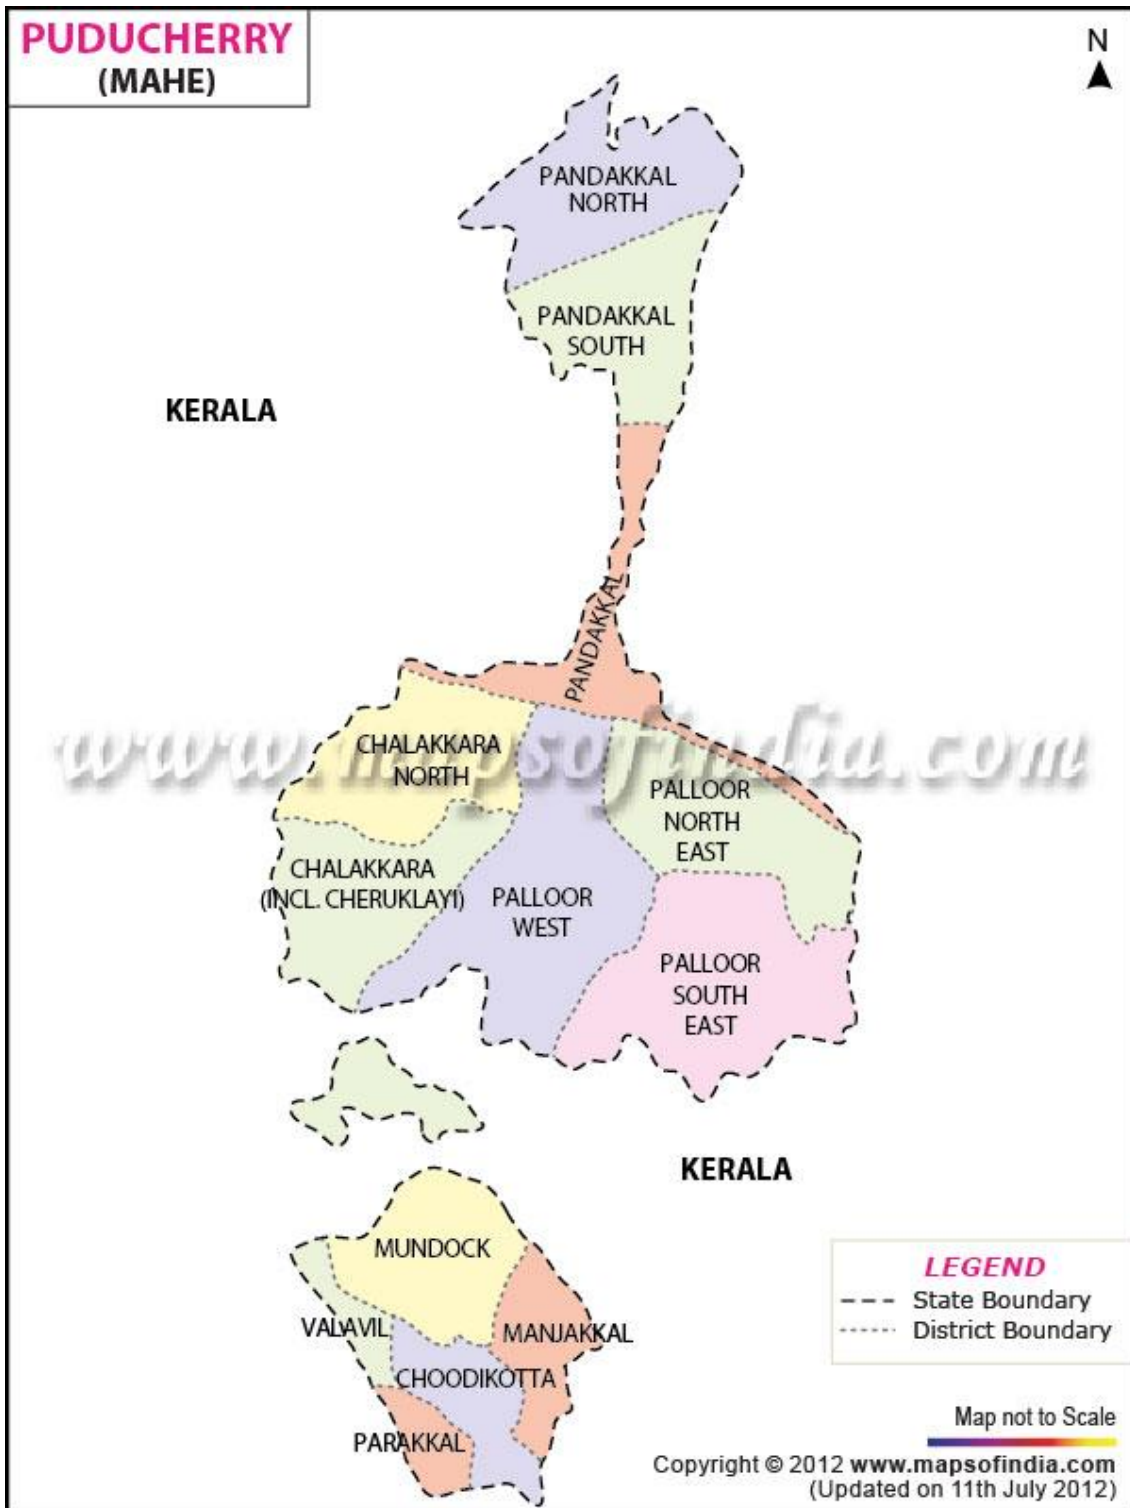 PUDUCHERRY
(MAHE)
N
PANDAKKAL
NORTH
PANDAKKAL
SOUTH
KERALA
PANDAKKAL
www.mapsofindia.com
CHALAKKARA
NORTH
PALLOOR
NORTH
EAST
CHALAKKARA
(INCL. CHERUKLAYI)
PALLOOR
WEST
PALLOOR
SOUTH
EAST
KERALA
MUNDOCK
VALAVIL
MANJAKKAL
CHOODIKOTTA
PARAKKAL
LEGEND
State Boundary
District Boundary
Map not to Scale
Copyright © 2012 www.mapsofindia.com
(Updated on 11th July 2012)